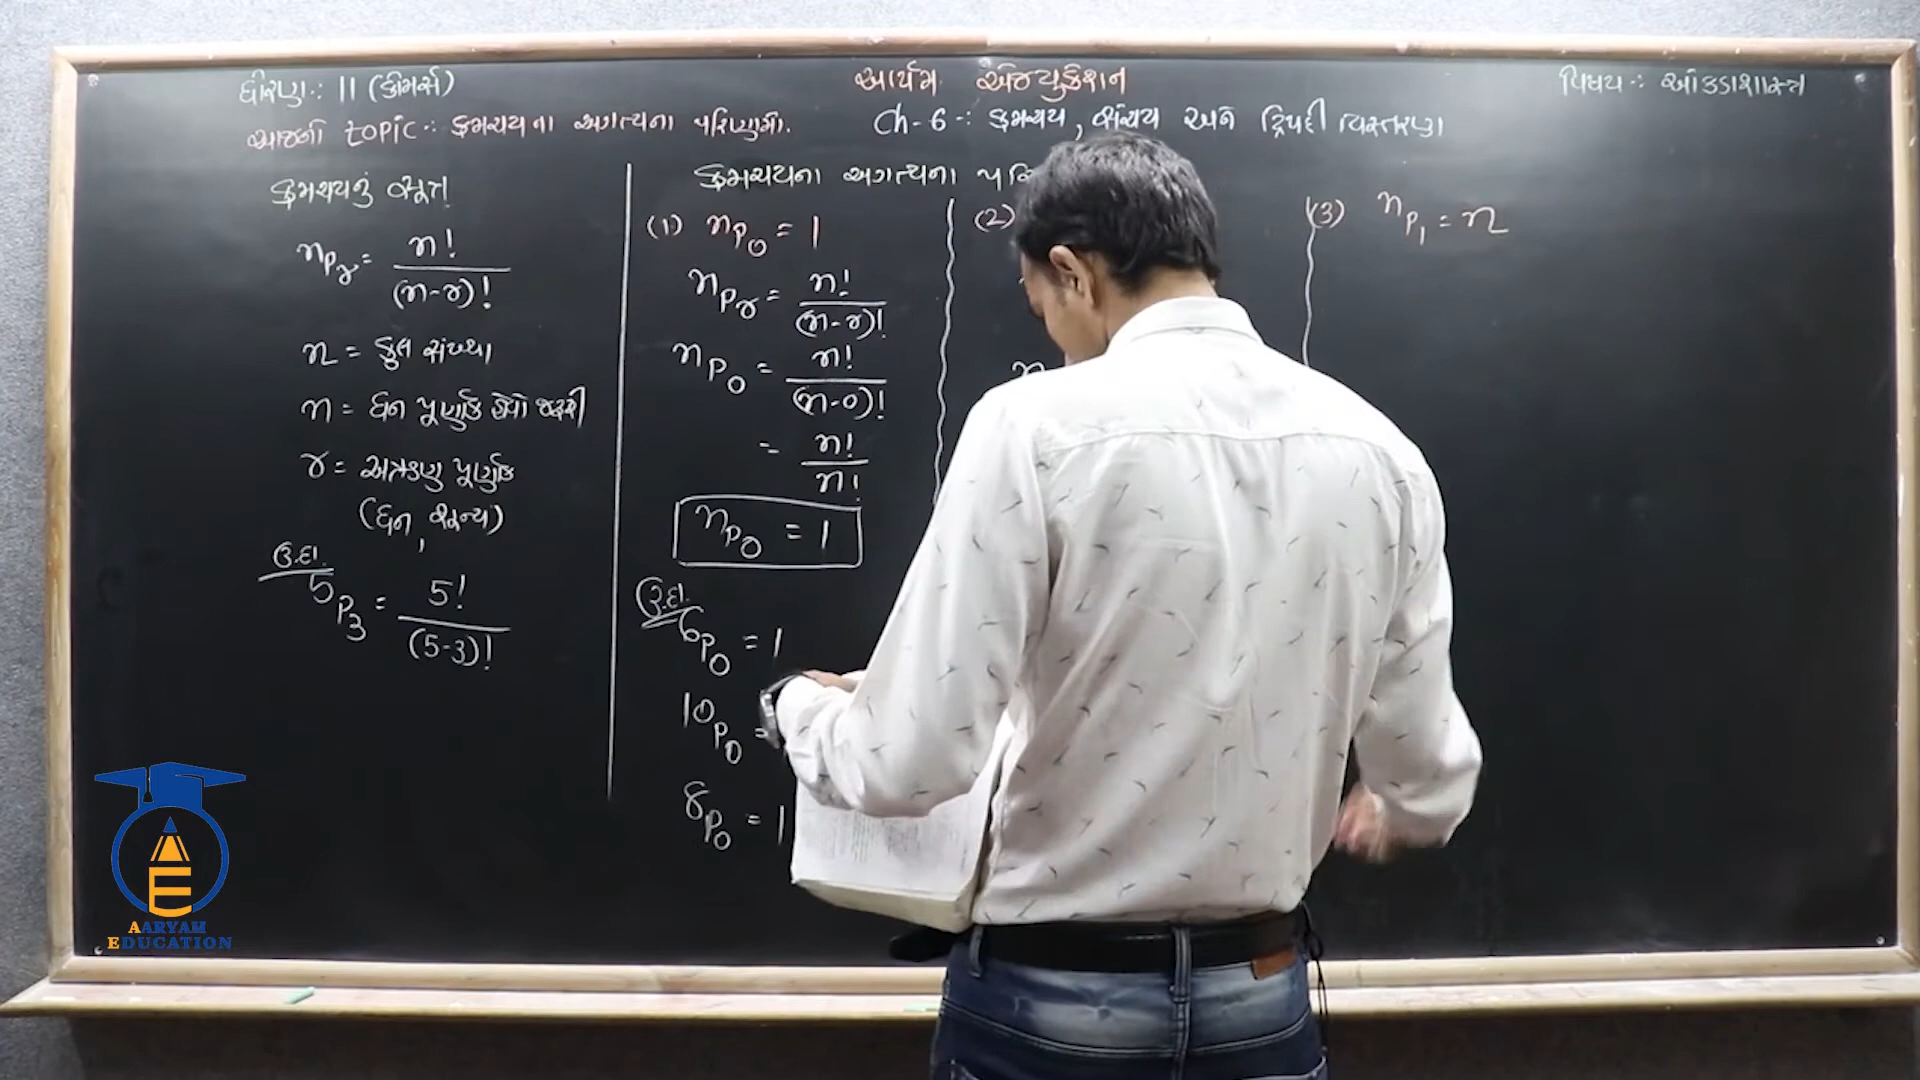 ધોરણ : 11 (કોમર્સ)
આર્યમ એજ્યુકેશન
વિષય : આંકડાશાસ્ત્ર
આજનો topic : ક્રમચયના અગત્યના પરિણામો.
Ch-6 : ક્રમચય, સંચય અને દ્વિપદી વિસ્તરણ
ક્રમચયનું સૂત્ર
nPr = n! / (n-r)!
n = કુલ સંખ્યા
n = ધન પૂર્ણાંક હોવો જરૂરી
r = અનૃણ પૂર્ણાંક
(ધન, શૂન્ય)
ઉ.દા.
5P3 = 5! / (5-3)!
ક્રમચયના અગત્યના
(1) nP0 = 1
nPr = n! / (n-r)!
nP0 = n! / (n-0)!
= n! / n!
nP0 = 1
ઉ.દા.
6P0 = 1
10P0 =
8P0 = 1
(2)
(3) nP1 = n
AARYAM
EDUCATION